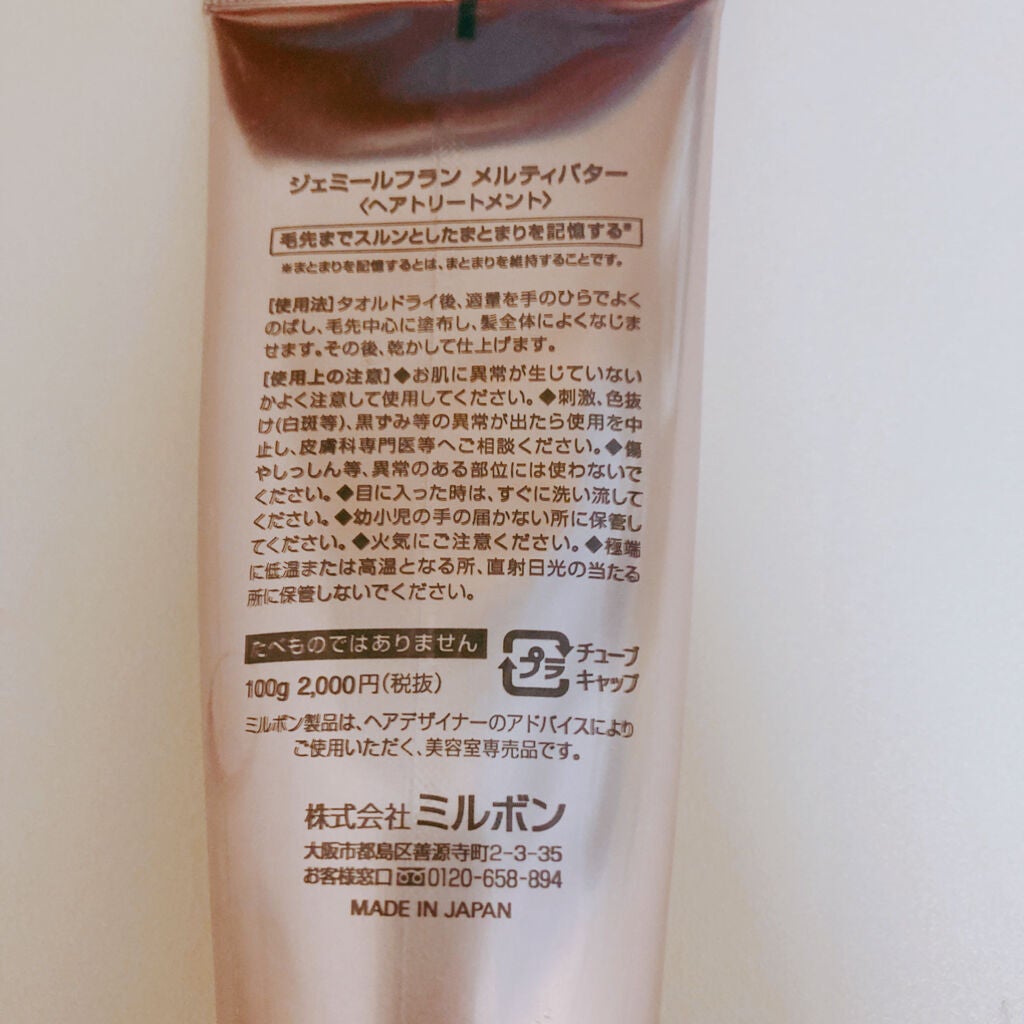 ジェミールフラン メルティバター
〈ヘアトリートメント〉
毛先までスルンとしたまとまりを記憶する※
※まとまりを記憶するとは、まとまりを維持することです。
[使用法]タオルドライ後、適量を手のひらでよく
のばし、毛先中心に塗布し、髪全体によくなじま
せます。その後、乾かして仕上げます。
[使用上の注意]◆お肌に異常が生じていない
かよく注意して使用してください。◆刺激、色抜
け(白斑等)、黒ずみ等の異常が出たら使用を中
止し、皮膚科専門医等へご相談ください。◆傷
やしっしん等、異常のある部位には使わないで
ください。◆目に入った時は、すぐに洗い流して
ください。◆幼小児の手の届かない所に保管し
てください。◆火気にご注意ください。◆極端
に低温または高温となる所、直射日光の当たる
所に保管しないでください。
たべものではありません
プラ
チューブ
キャップ
100g 2,000円(税抜)
ミルボン製品は、ヘアデザイナーのアドバイスにより
ご使用いただく、美容室専売品です。
株式会社 ミルボン
大阪市都島区善源寺町2-3-35
お客様窓口 0120-658-894
MADE IN JAPAN